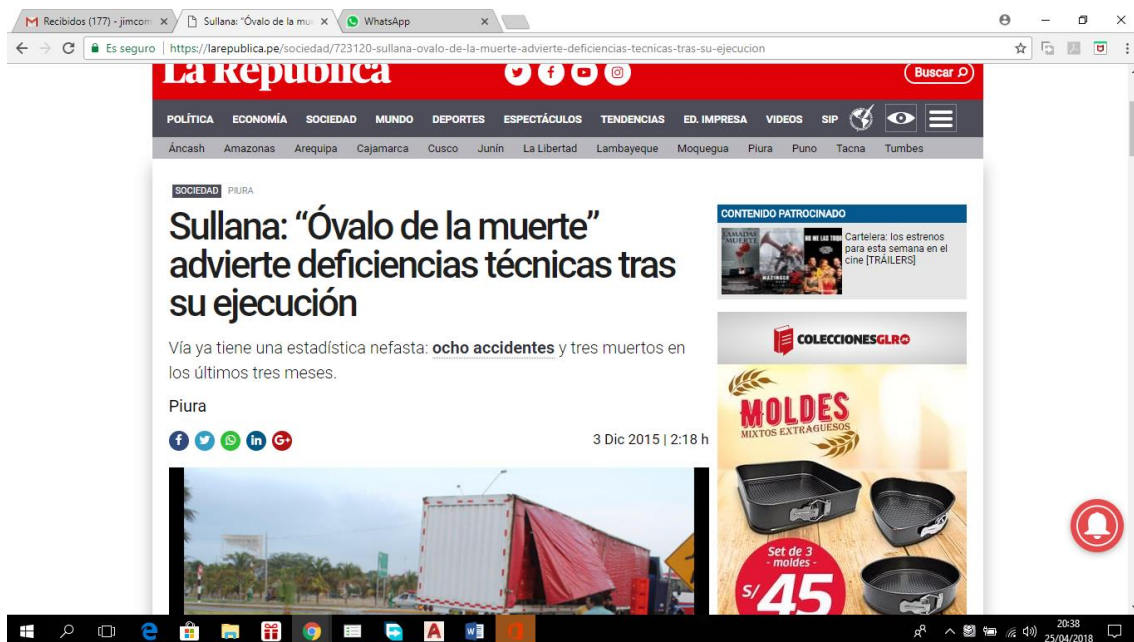 Recibidos (177) - jimcom
Sullana: “Óvalo de la mu
WhatsApp
Es seguro | https://larepublica.pe/sociedad/723120-sullana-ovalo-de-la-muerte-advierte-deficiencias-tecnicas-tras-su-ejecucion
La República
Buscar
POLÍTICA ECONOMÍA SOCIEDAD MUNDO DEPORTES ESPECTÁCULOS TENDENCIAS ED. IMPRESA VIDEOS SIP
Áncash Amazonas Arequipa Cajamarca Cusco Junín La Libertad Lambayeque Moquegua Piura Puno Tacna Tumbes
SOCIEDAD PIURA
Sullana: “Óvalo de la muerte”
advierte deficiencias técnicas tras
su ejecución
Vía ya tiene una estadística nefasta: ocho accidentes y tres muertos en
los últimos tres meses.
Piura
3 Dic 2015 | 2:18 h
CONTENIDO PATROCINADO
Cartelera: los estrenos
para esta semana en el
cine [TRÁILERS]
COLECCIONESGLR
MOLDES
MIXTOS EXTRAGUESOS
Set de 3
- moldes -
S/45
20:38
25/04/2018